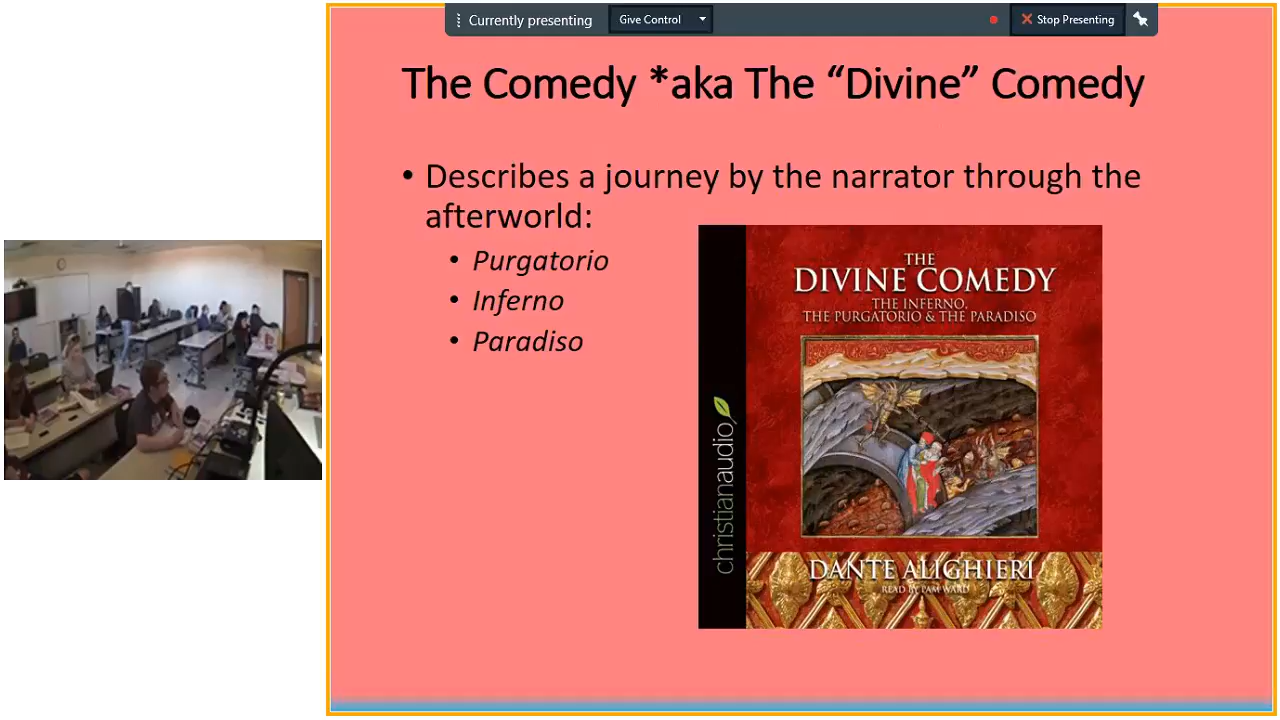 Currently presenting
Give Control
Stop Presenting
The Comedy *aka The “Divine” Comedy
• Describes a journey by the narrator through the
afterworld:
• Purgatorio
• Inferno
• Paradiso
THE
DIVINE COMEDY
THE INFERNO,
THE PURGATORIO & THE PARADISO
christianaudio
DANTE ALIGHIERI
READ BY PAM WARD